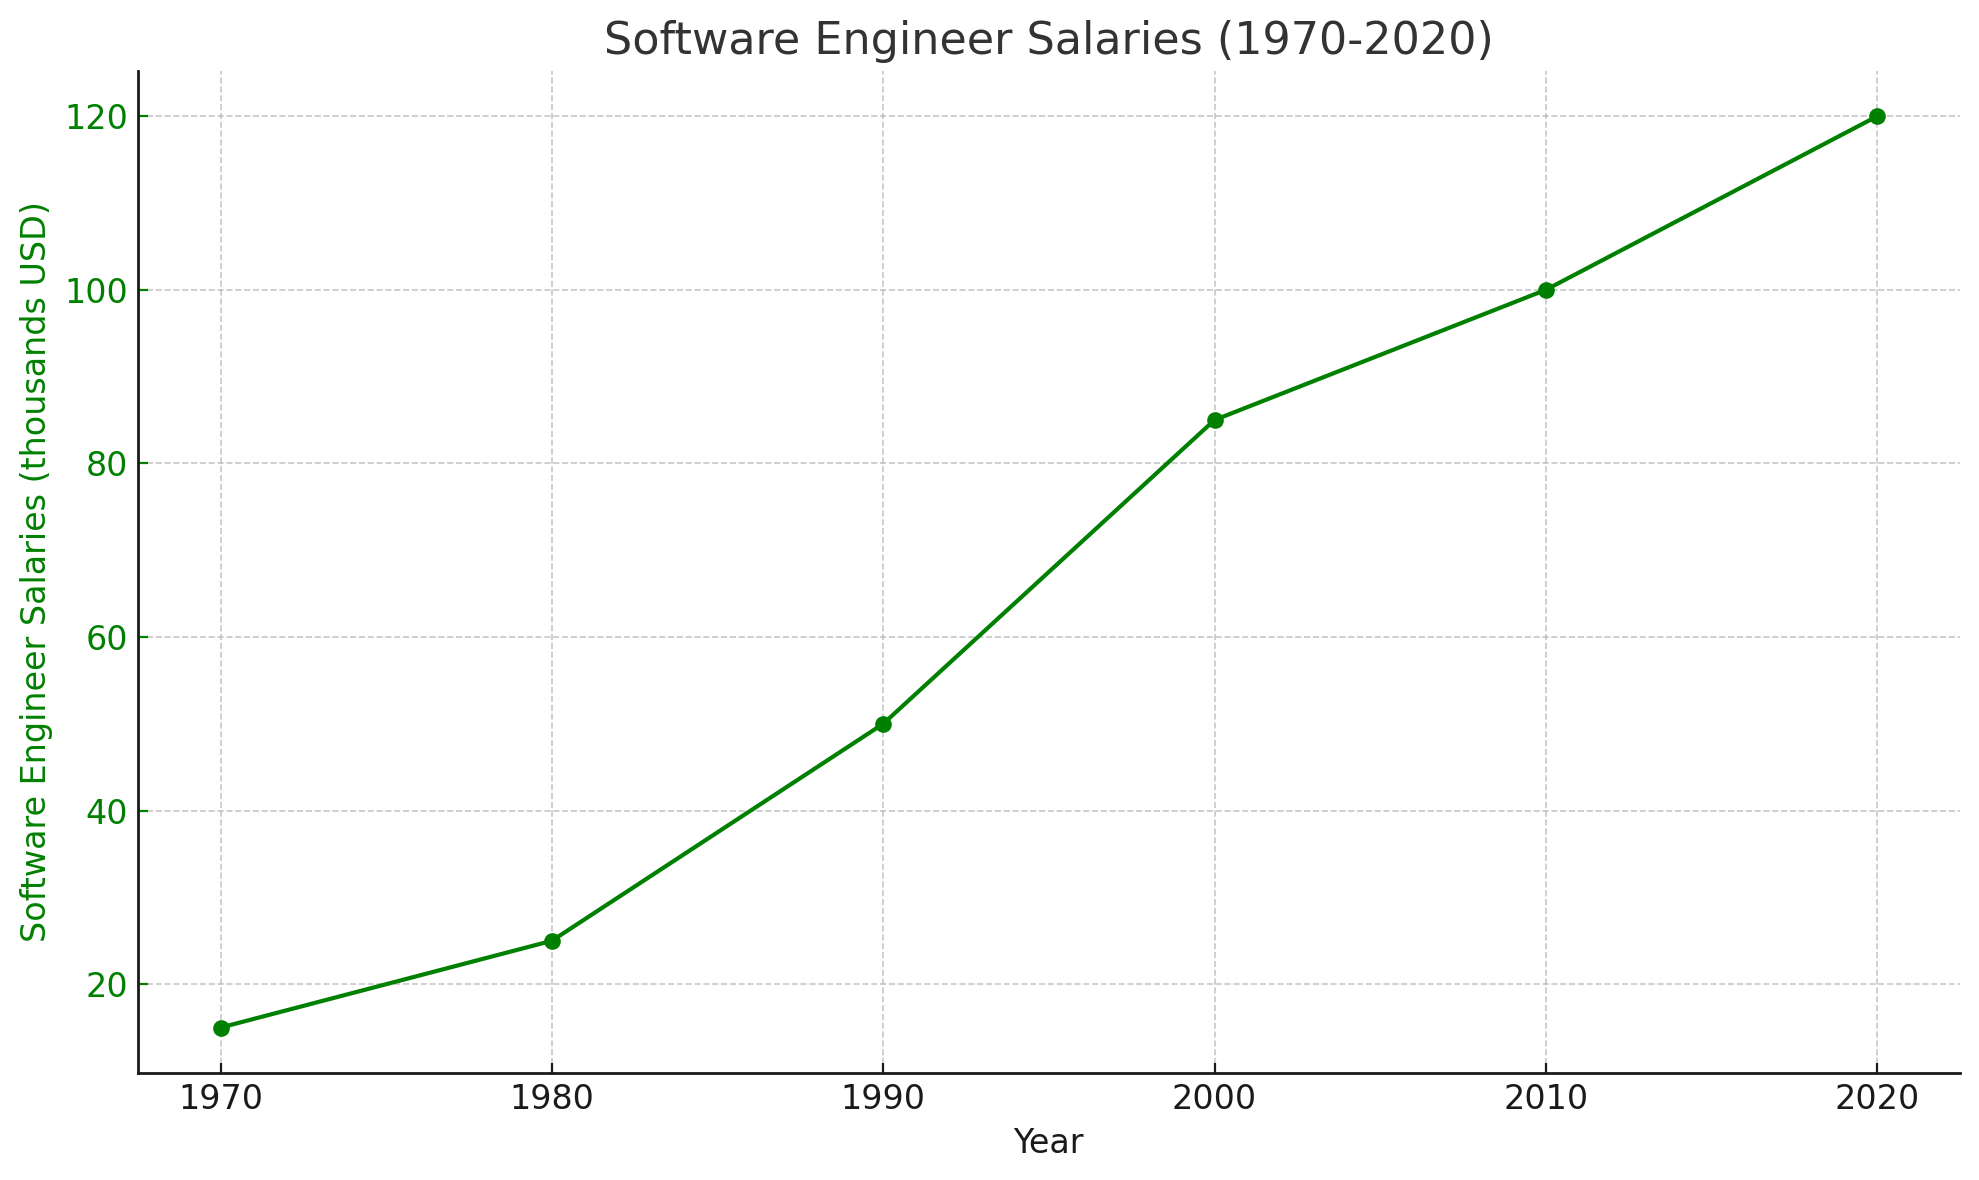 Software Engineer Salaries (1970-2020)
Software Engineer Salaries (thousands USD)
120
100
80
60
40
20
1970 1980 1990 2000 2010 2020
Year